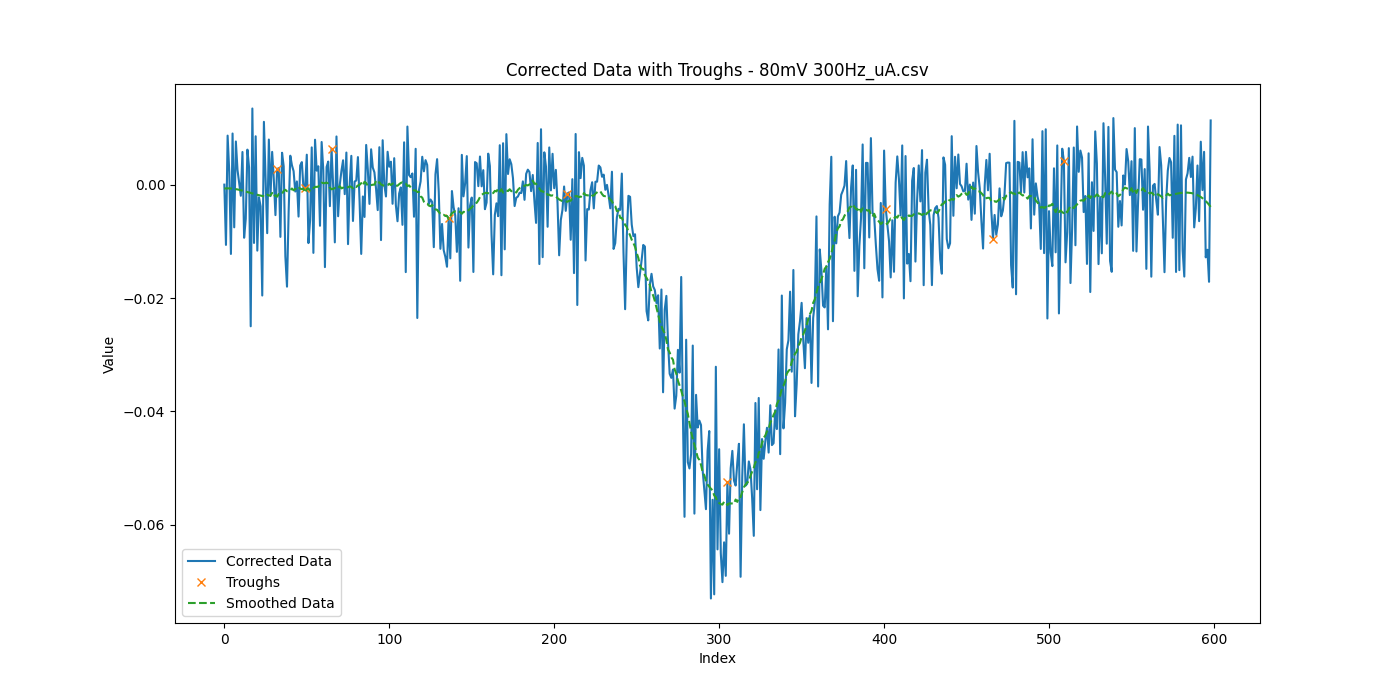 Corrected Data with Troughs - 80mV 300Hz_uA.csv
0.00
−0.02
−0.04
−0.06
Value
Corrected Data
Troughs
Smoothed Data
0 100 200 300 400 500 600
Index